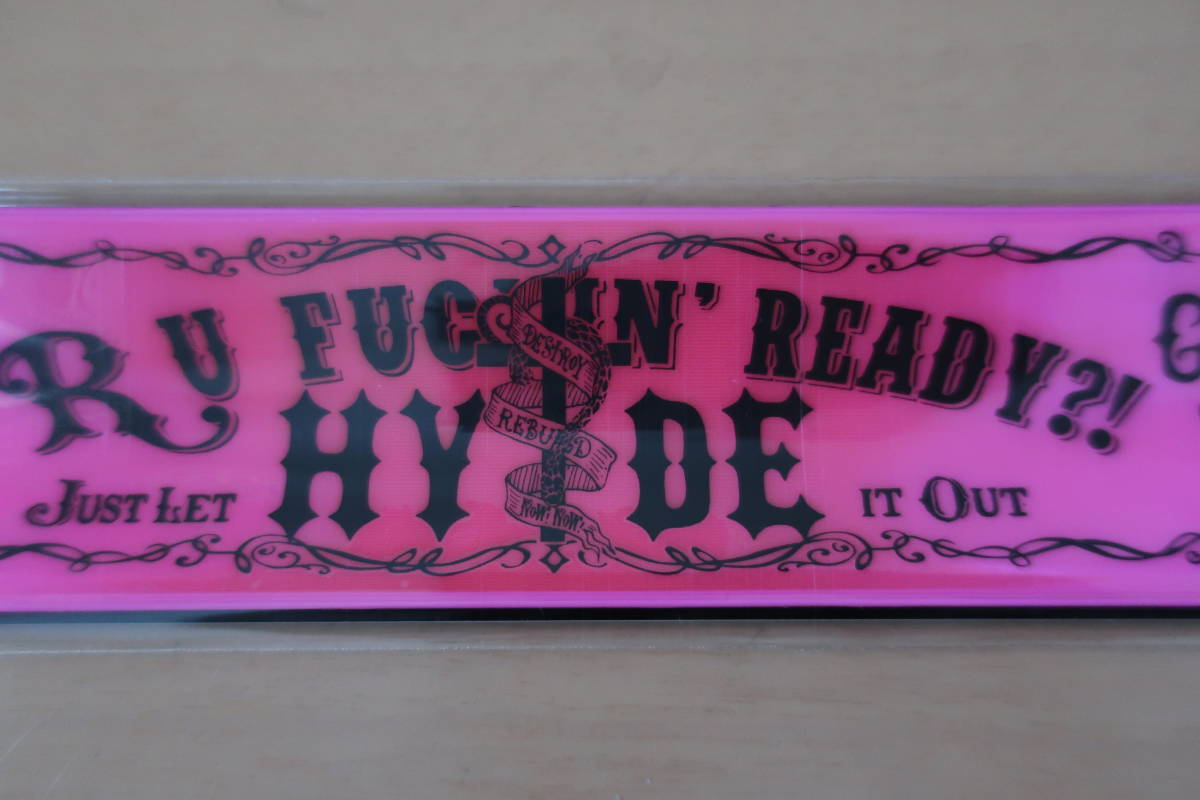 R U FUCKIN' READY?!
HYDE
JUST LET IT OUT
DESTROY
REBUILD
NOW! NOW!